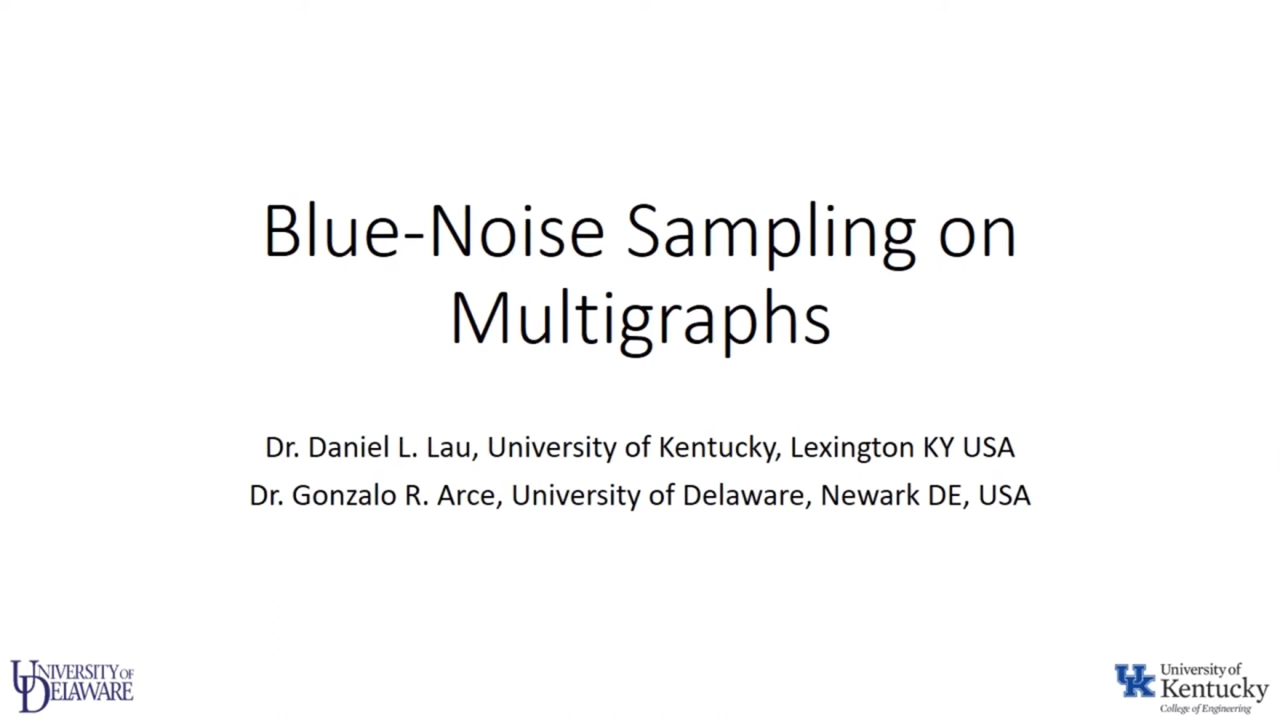 Blue-Noise Sampling on
Multigraphs
Dr. Daniel L. Lau, University of Kentucky, Lexington KY USA
Dr. Gonzalo R. Arce, University of Delaware, Newark DE, USA
UNIVERSITY OF
DELAWARE
UK
University of
Kentucky
College of Engineering